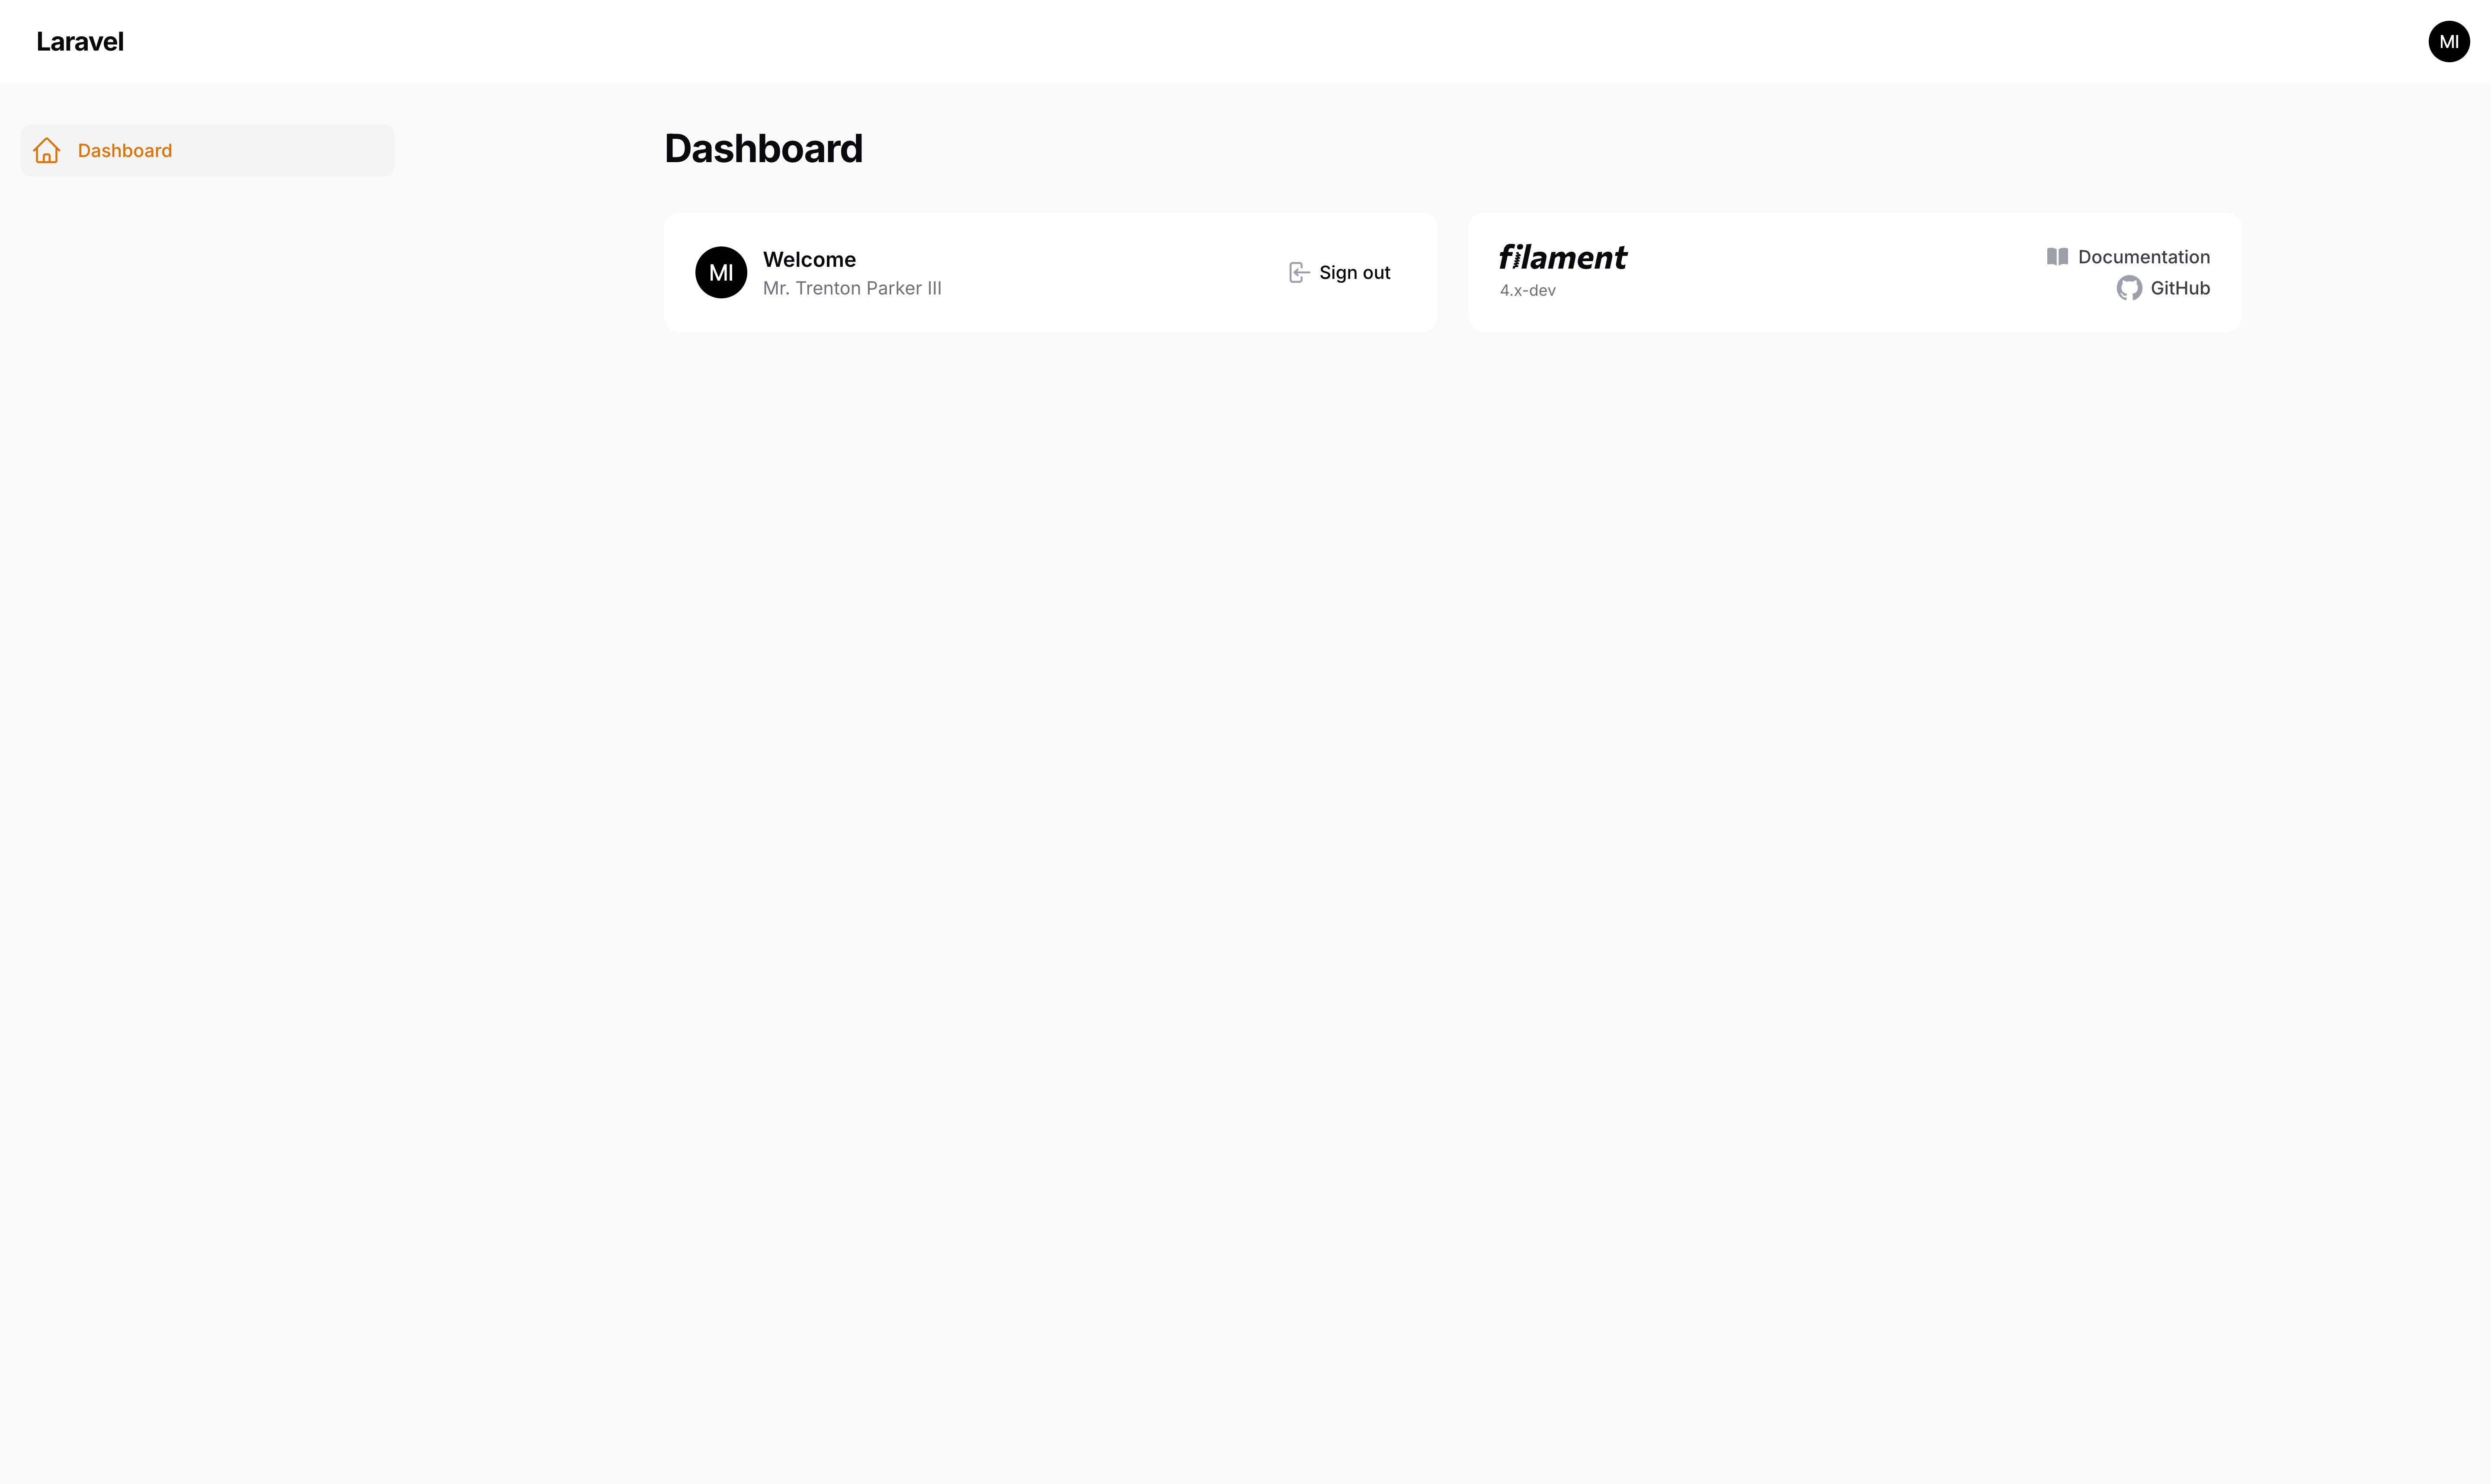 Laravel
MI
Dashboard
Dashboard
MI
Welcome
Mr. Trenton Parker III
Sign out
filament
4.x-dev
Documentation
GitHub